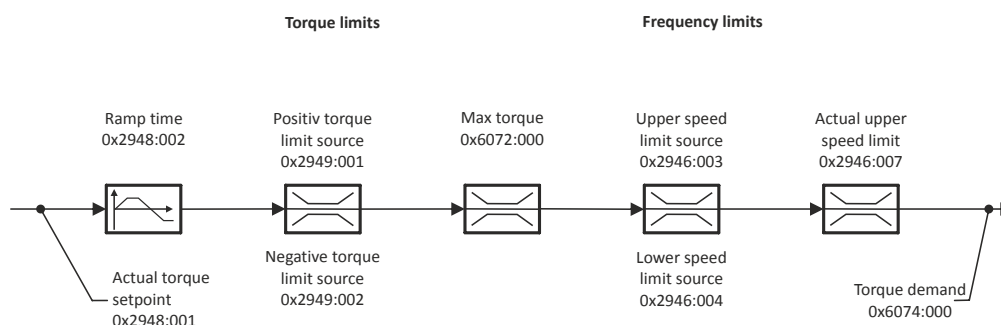 Torque limits
Frequency limits
Ramp time
0x2948:002
Positiv torque
limit source
0x2949:001
Max torque
0x6072:000
Upper speed
limit source
0x2946:003
Actual upper
speed limit
0x2946:007
Actual torque
setpoint
0x2948:001
Negative torque
limit source
0x2949:002
Lower speed
limit source
0x2946:004
Torque demand
0x6074:000